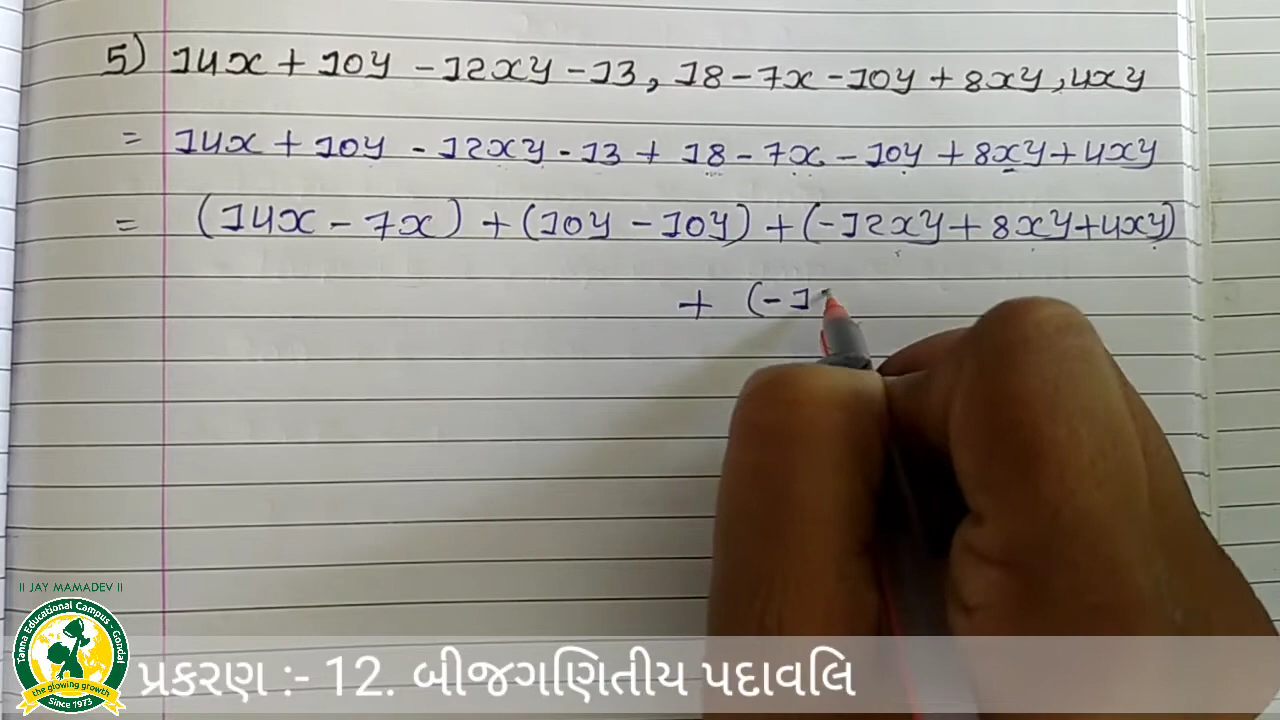 5) 14x + 10y - 12xy - 13, 18 - 7x - 10y + 8xy, 4xy
= 14x + 10y - 12xy - 13 + 18 - 7x - 10y + 8xy + 4xy
= (14x - 7x) + (10y - 10y) + (-12xy + 8xy + 4xy)
+ (-1
॥ JAY MAMADEV ॥
Tanna Educational Campus - Gondal
the glowing growth
Since 1973
પ્રકરણ :- 12. બીજગણિતીય પદાવલિ